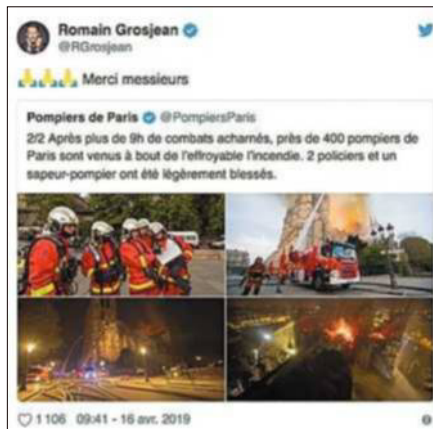 Romain Grosjean
@RGrosjean
🙏🙏🙏 Merci messieurs
Pompiers de Paris @PompiersParis
2/2 Après plus de 9h de combats acharnés, près de 400 pompiers de
Paris sont venus à bout de l'effroyable l'incendie. 2 policiers et un
sapeur-pompier ont été légèrement blessés.
1 106 09:41 - 16 avr. 2019